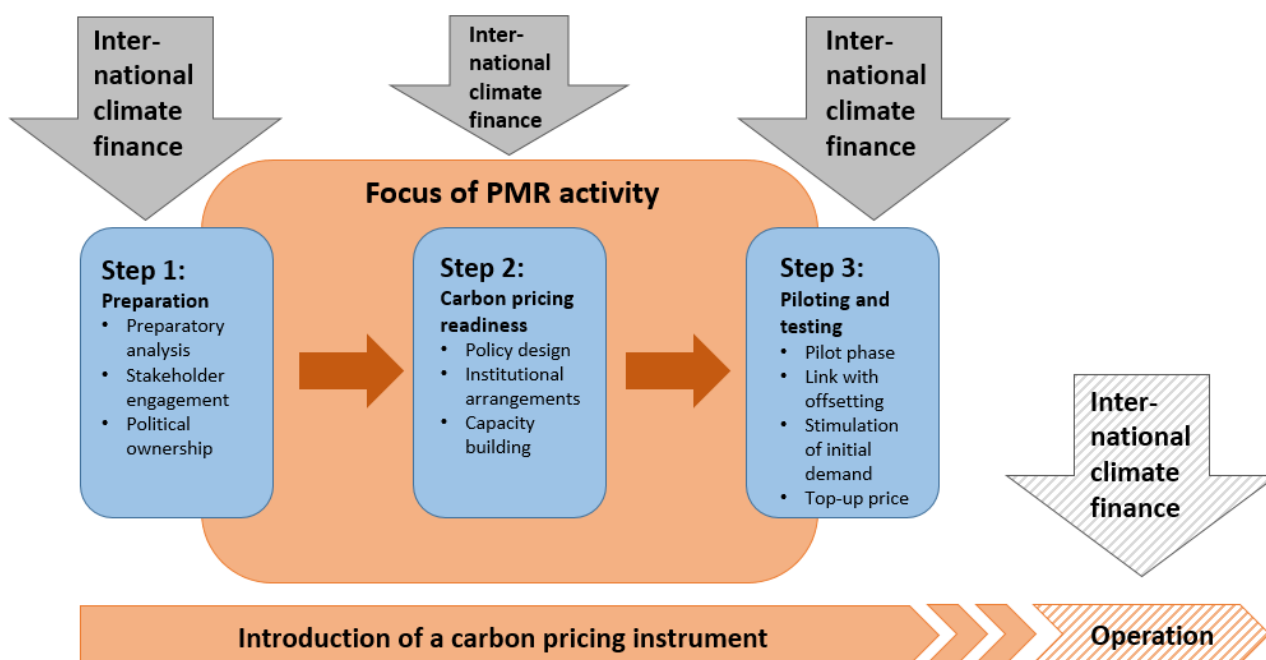 Inter-
national
climate
finance
Inter-
national
climate
finance
Inter-
national
climate
finance
Focus of PMR activity
Step 1:
Preparation
• Preparatory
analysis
• Stakeholder
engagement
• Political
ownership
Step 2:
Carbon pricing
readiness
• Policy design
• Institutional
arrangements
• Capacity
building
Step 3:
Piloting and
testing
• Pilot phase
• Link with
offsetting
• Stimulation
of initial
demand
• Top-up price
Inter-
national
climate
finance
Introduction of a carbon pricing instrument
Operation